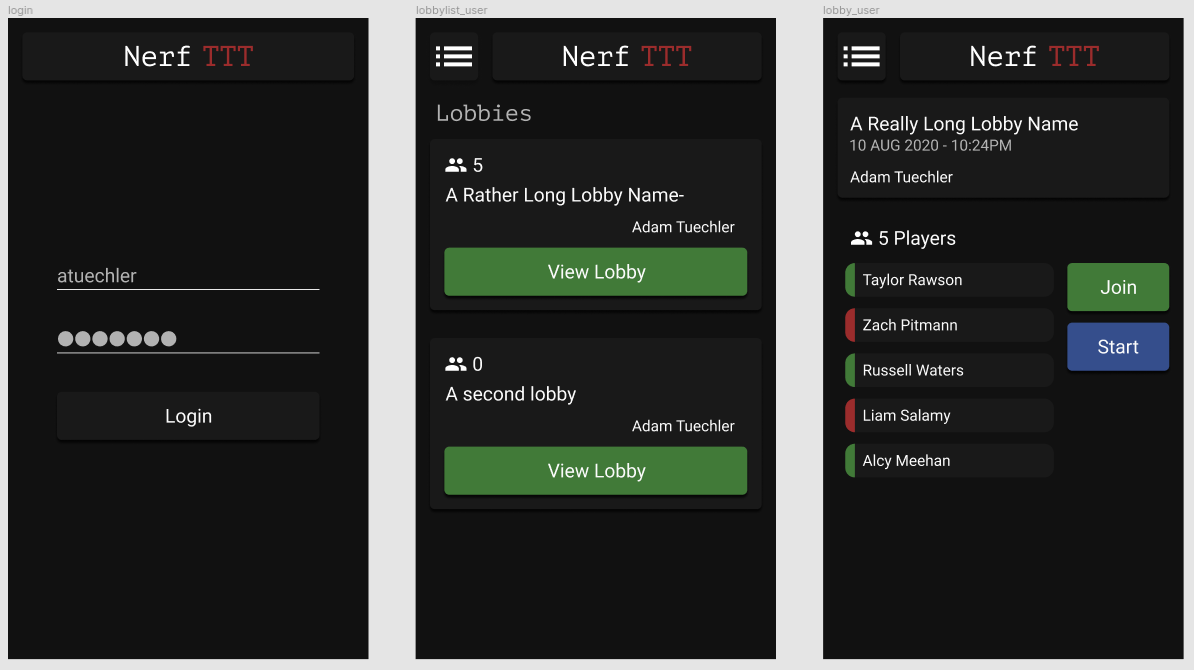 login
Nerf TTT
atuechler
Login
lobbylist_user
Nerf TTT
Lobbies
5
A Rather Long Lobby Name-
Adam Tuechler
View Lobby
0
A second lobby
Adam Tuechler
View Lobby
lobby_user
Nerf TTT
A Really Long Lobby Name
10 AUG 2020 - 10:24PM
Adam Tuechler
5 Players
Taylor Rawson
Zach Pitmann
Russell Waters
Liam Salamy
Alcy Meehan
Join
Start